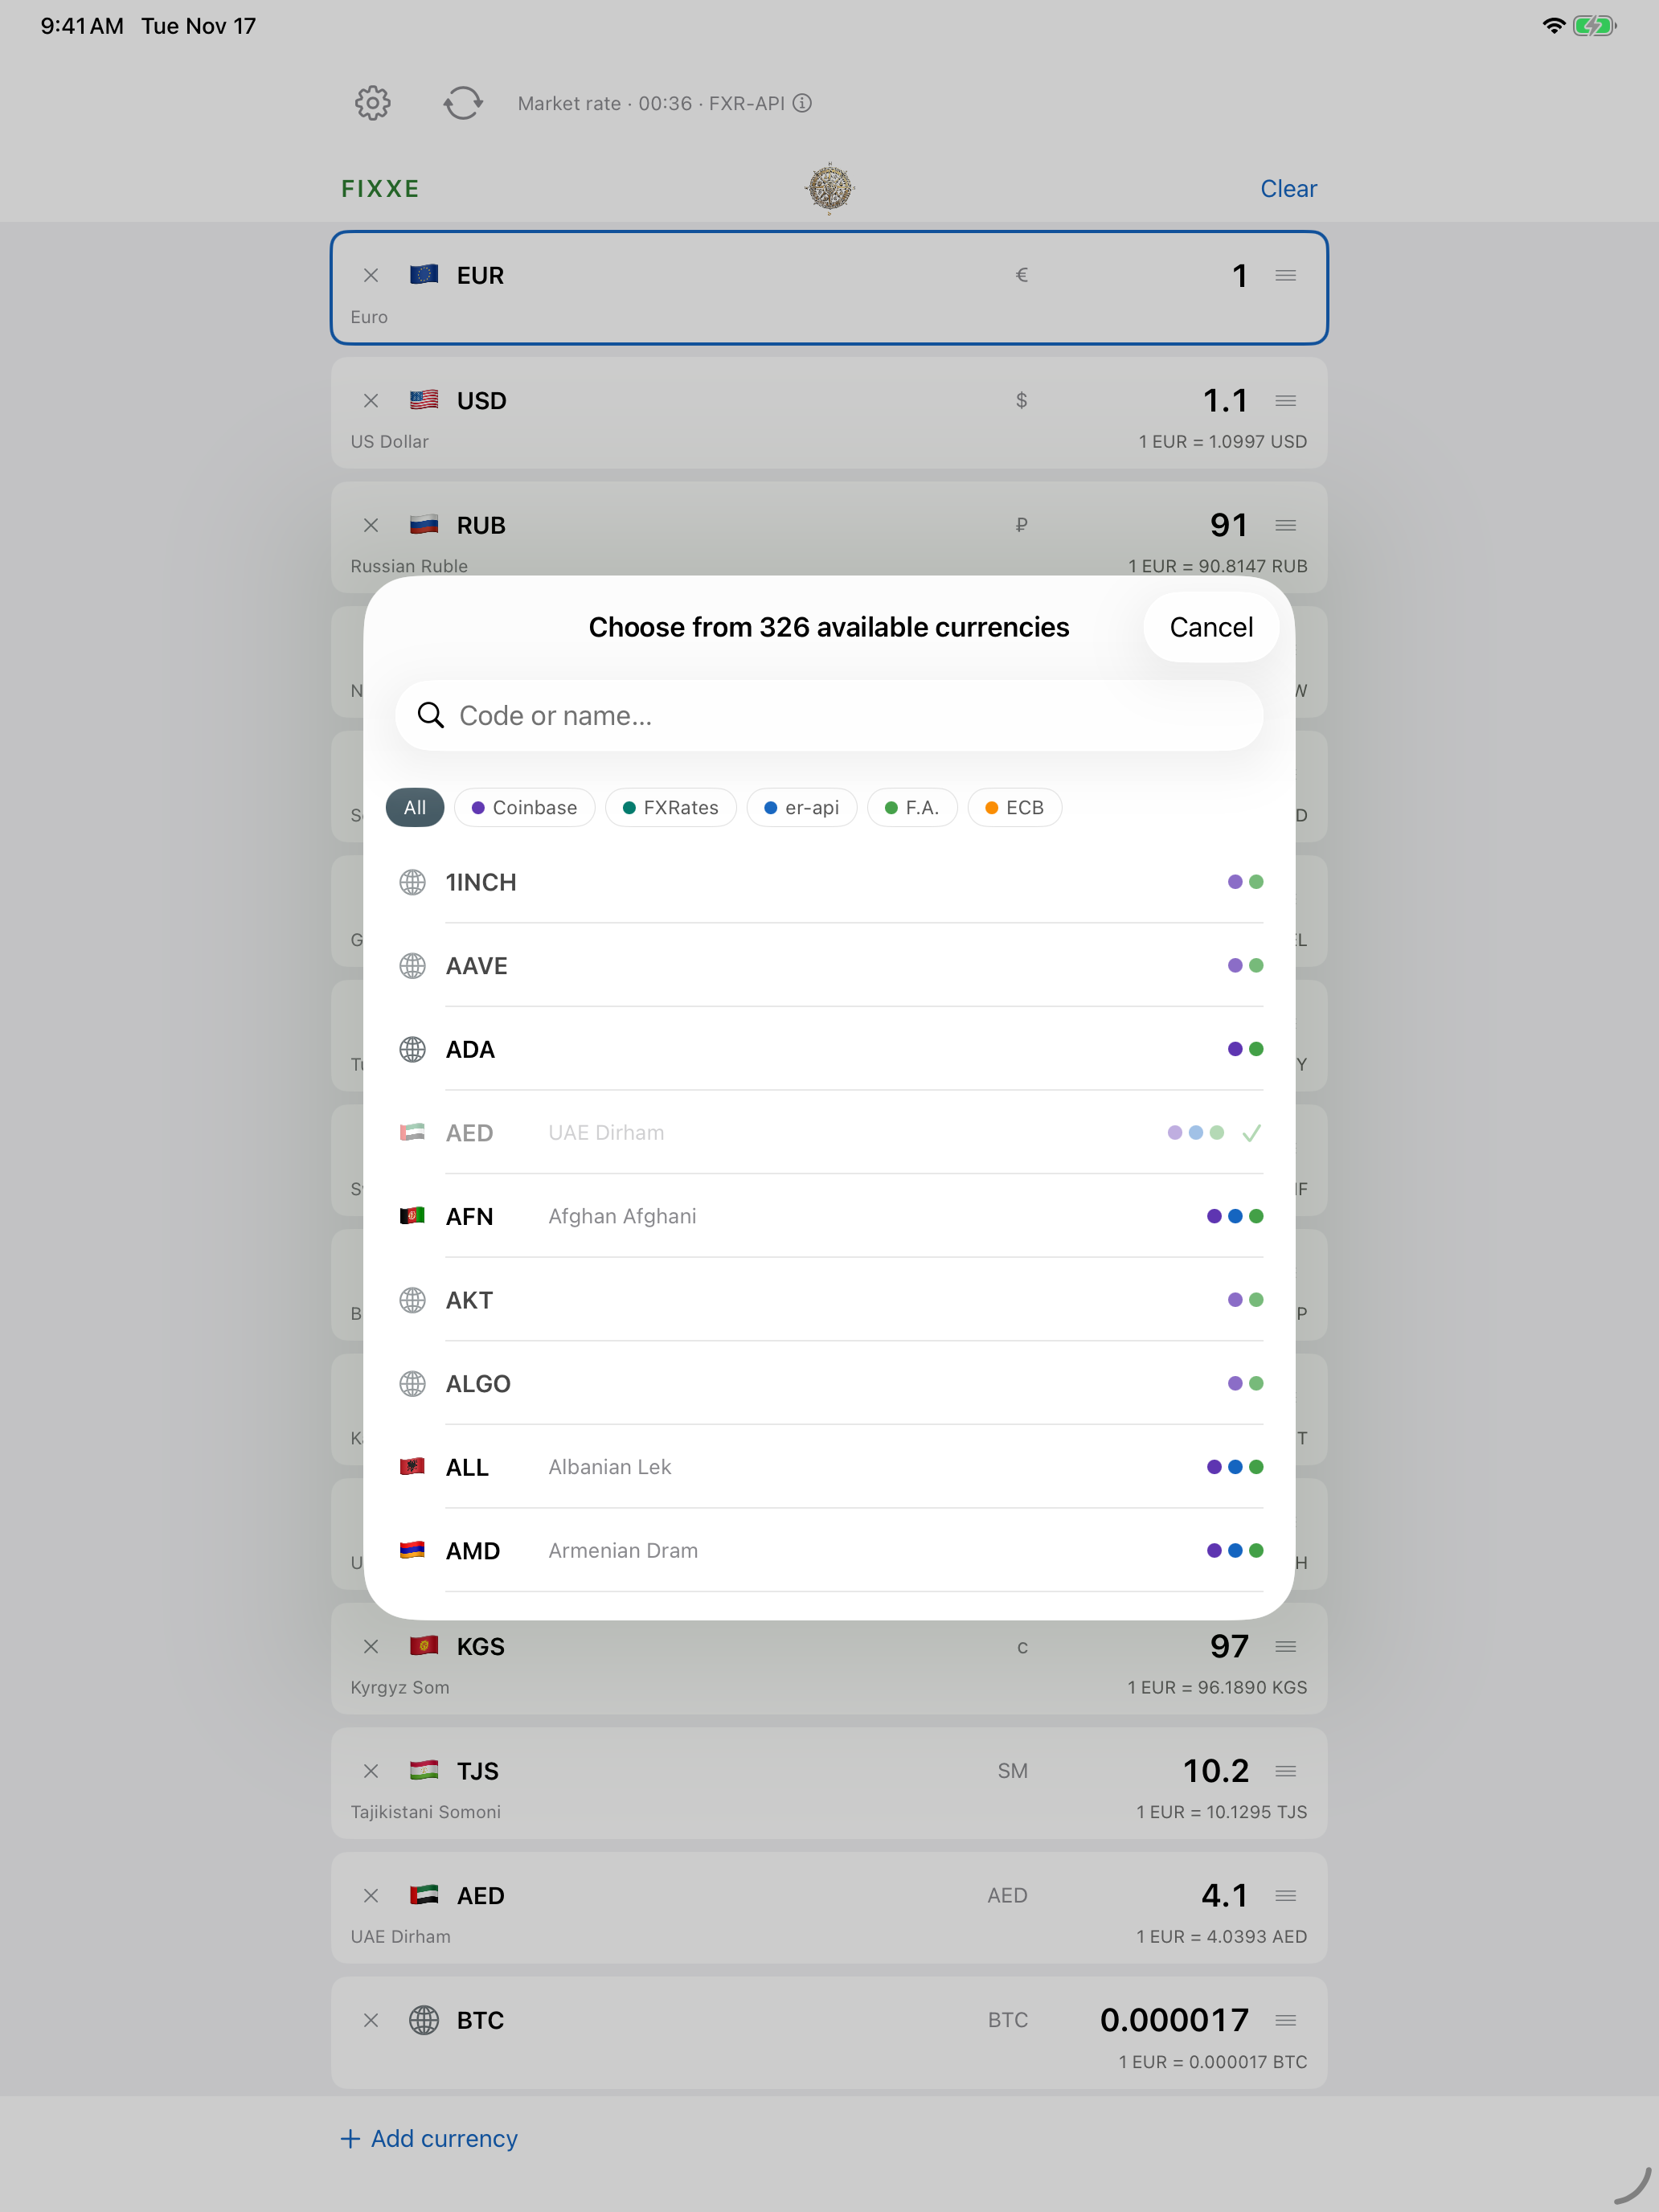 9:41 AM Tue Nov 17
Market rate · 00:36 · FXR-API
FIXXE
Clear
EUR € 1
Euro
USD $ 1.1
US Dollar 1 EUR = 1.0997 USD
RUB ₽ 91
Russian Ruble 1 EUR = 90.8147 RUB
Choose from 326 available currencies
Cancel
Code or name...
All Coinbase FXRates er-api F.A. ECB
1INCH
AAVE
ADA
AED UAE Dirham
AFN Afghan Afghani
AKT
ALGO
ALL Albanian Lek
AMD Armenian Dram
KGS c 97
Kyrgyz Som 1 EUR = 96.1890 KGS
TJS SM 10.2
Tajikistani Somoni 1 EUR = 10.1295 TJS
AED AED 4.1
UAE Dirham 1 EUR = 4.0393 AED
BTC BTC 0.000017
1 EUR = 0.000017 BTC
+ Add currency